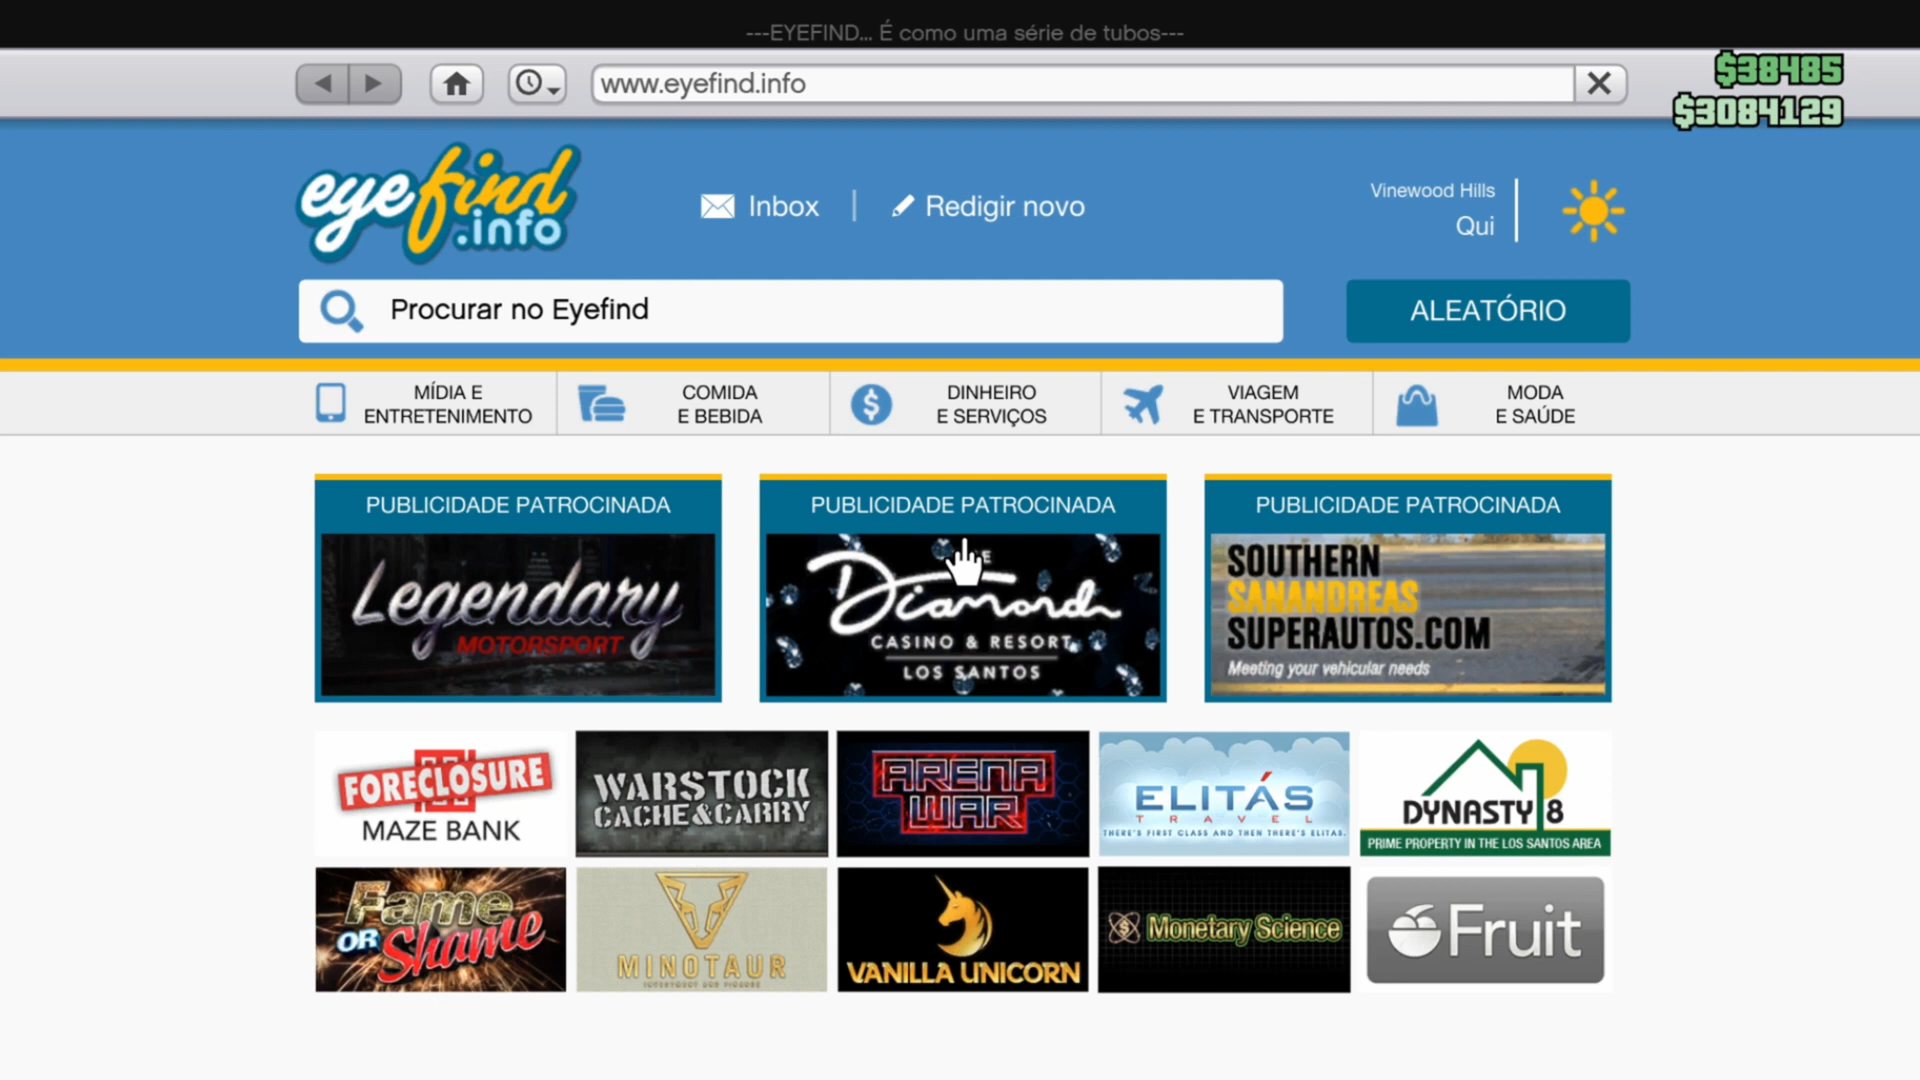 ---EYEFIND... É como uma série de tubos---
www.eyefind.info
$38485
$3084129
eyefind
.info
Inbox
Redigir novo
Vinewood Hills
Qui
Procurar no Eyefind
ALEATÓRIO
MÍDIA E
ENTRETENIMENTO
COMIDA
E BEBIDA
DINHEIRO
E SERVIÇOS
VIAGEM
E TRANSPORTE
MODA
E SAÚDE
PUBLICIDADE PATROCINADA
Legendary
MOTORSPORT
PUBLICIDADE PATROCINADA
Diamond
CASINO & RESORT
LOS SANTOS
PUBLICIDADE PATROCINADA
SOUTHERN
SANANDREAS
SUPERAUTOS.COM
Meeting your vehicular needs
FORECLOSURE
MAZE BANK
WARSTOCK
CACHE&CARRY
ARENA
WAR
ELITÁS
TRAVEL
THERE'S FIRST CLASS AND THEN THERE'S ELITAS.
DYNASTY 8
PRIME PROPERTY IN THE LOS SANTOS AREA
Fame
OR Shame
MINOTAUR
VANILLA UNICORN
Monetary Science
Fruit